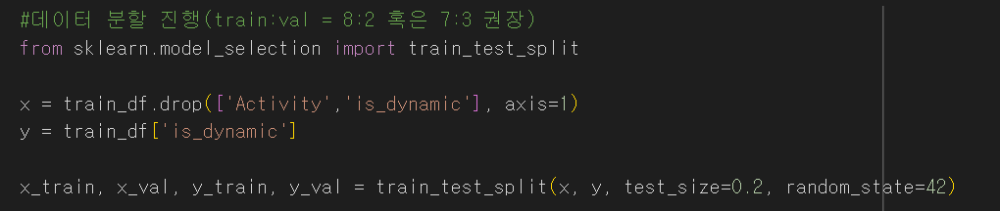 #데이터 분할 진행(train:val = 8:2 혹은 7:3 권장)
from sklearn.model_selection import train_test_split
x = train_df.drop(['Activity','is_dynamic'], axis=1)
y = train_df['is_dynamic']
x_train, x_val, y_train, y_val = train_test_split(x, y, test_size=0.2, random_state=42)